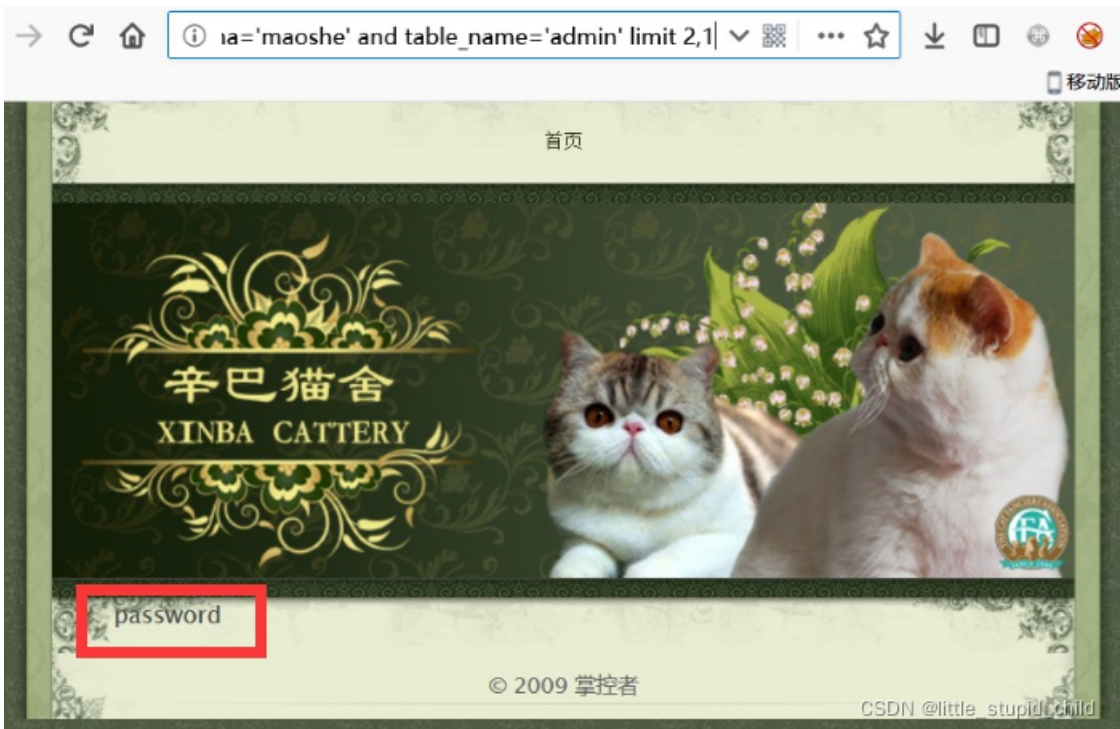 ıa='maoshe' and table_name='admin' limit 2,1
移动版
首页
辛巴猫舍
XINBA CATTERY
CFA
password
© 2009 掌控者
CSDN @little_stupid_child